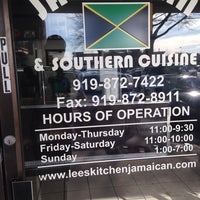 PULL
& SOUTHERN CUISINE
919-872-7422
Fax: 919-872-8911
HOURS OF OPERATION
Monday-Thursday 11:00-9:30
Friday-Saturday 11:00-10:00
Sunday 1:00-7:00
www.leeskitchenjamaican.com